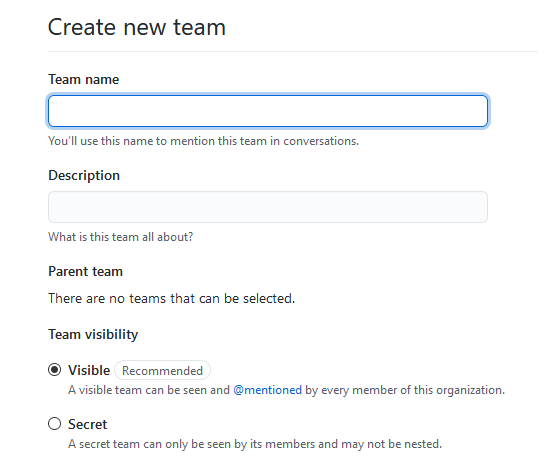 Create new team
Team name
You'll use this name to mention this team in conversations.
Description
What is this team all about?
Parent team
There are no teams that can be selected.
Team visibility
Visible Recommended
A visible team can be seen and @mentioned by every member of this organization.
Secret
A secret team can only be seen by its members and may not be nested.